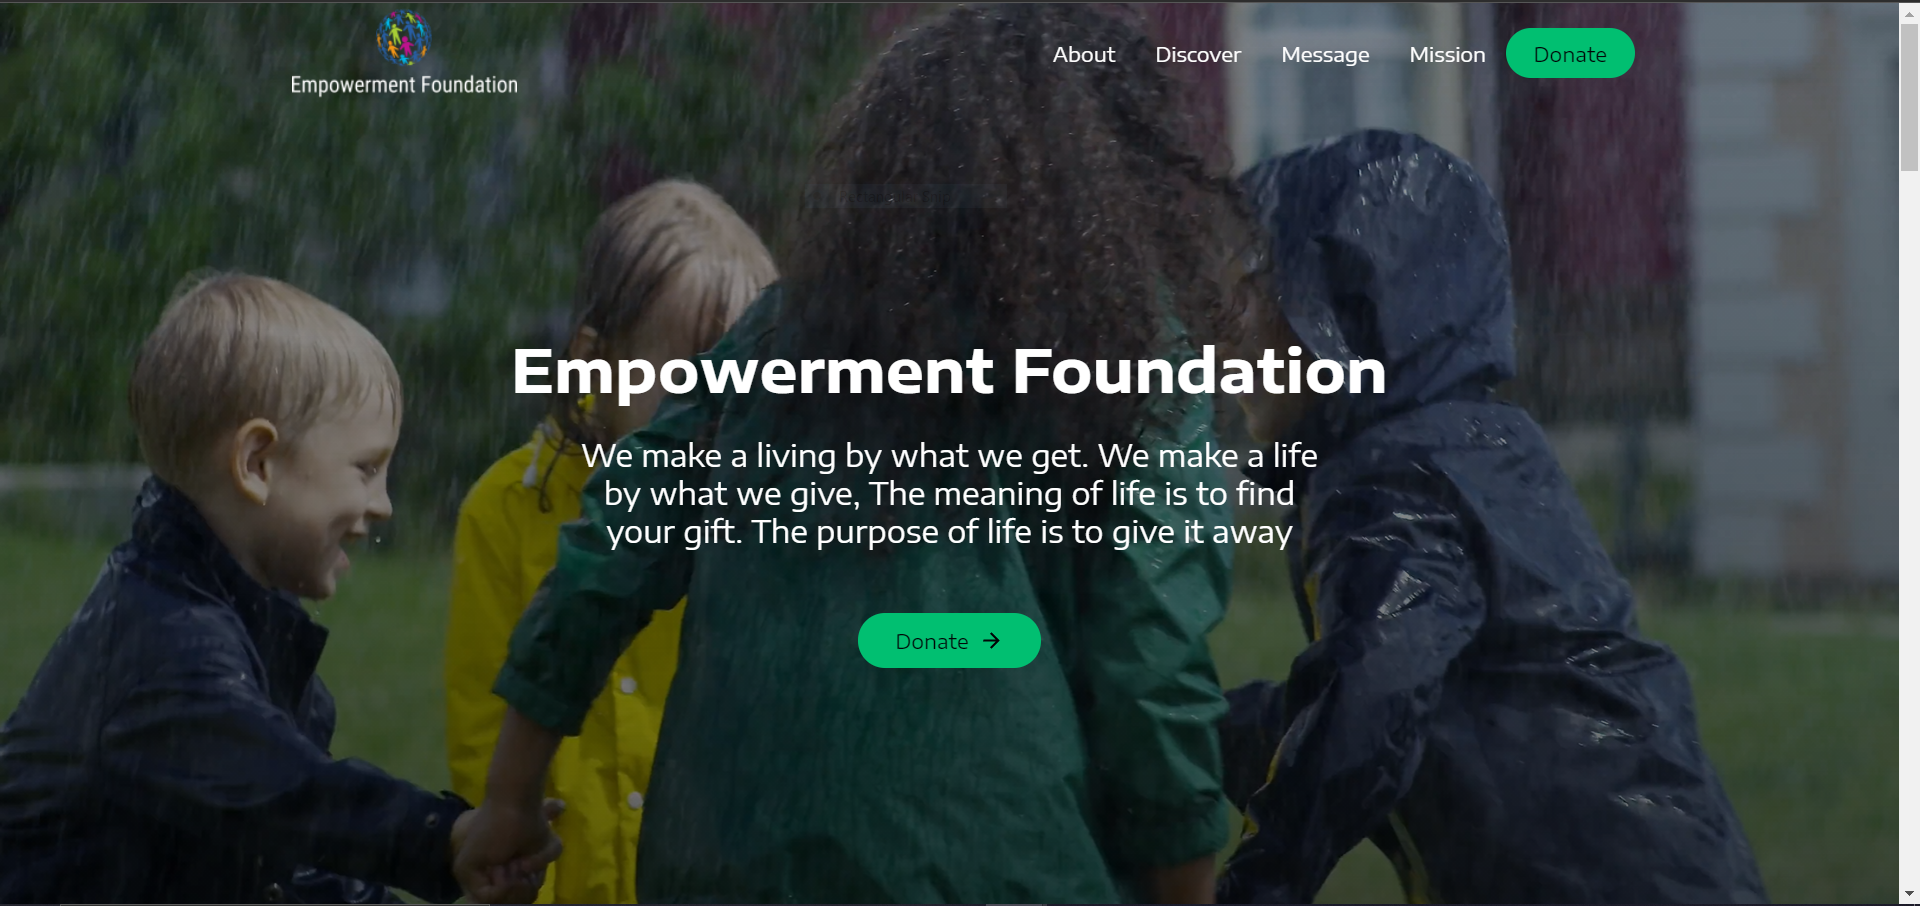 Empowerment Foundation
About Discover Message Mission Donate
Empowerment Foundation
We make a living by what we get. We make a life
by what we give, The meaning of life is to find
your gift. The purpose of life is to give it away
Donate →